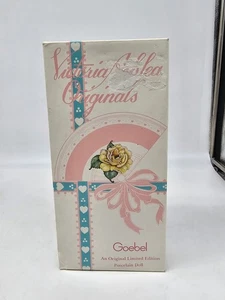 Victoria Ashlea
Originals
Goebel
An Original Limited Edition
Porcelain Doll